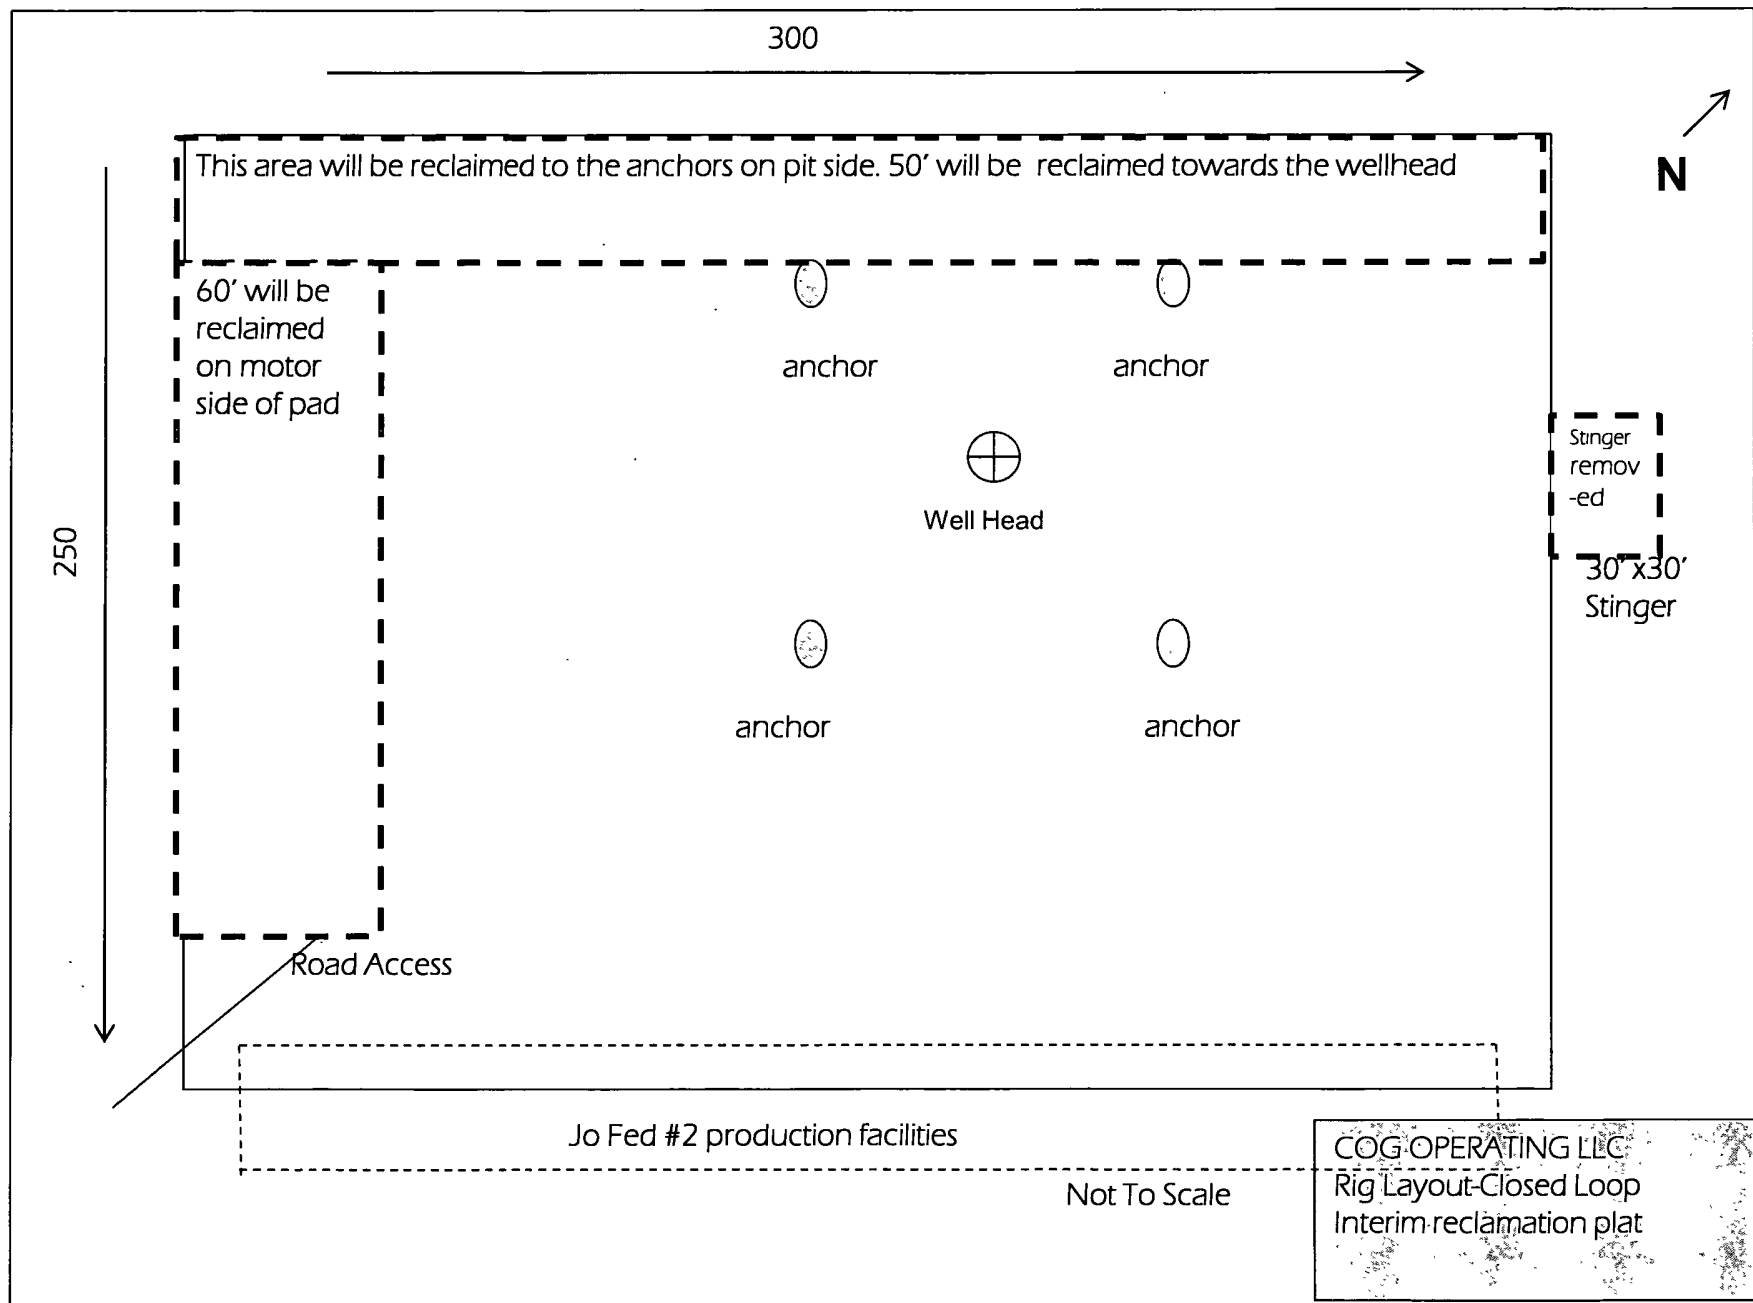 300
N
This area will be reclaimed to the anchors on pit side. 50' will be reclaimed towards the wellhead
60' will be
reclaimed
on motor
side of pad
anchor
anchor
Stinger
remov
-ed
Well Head
250
30' x30'
Stinger
anchor
anchor
Road Access
Jo Fed #2 production facilities
Not To Scale
COG OPERATING LLC
Rig Layout-Closed Loop
Interim reclamation plat